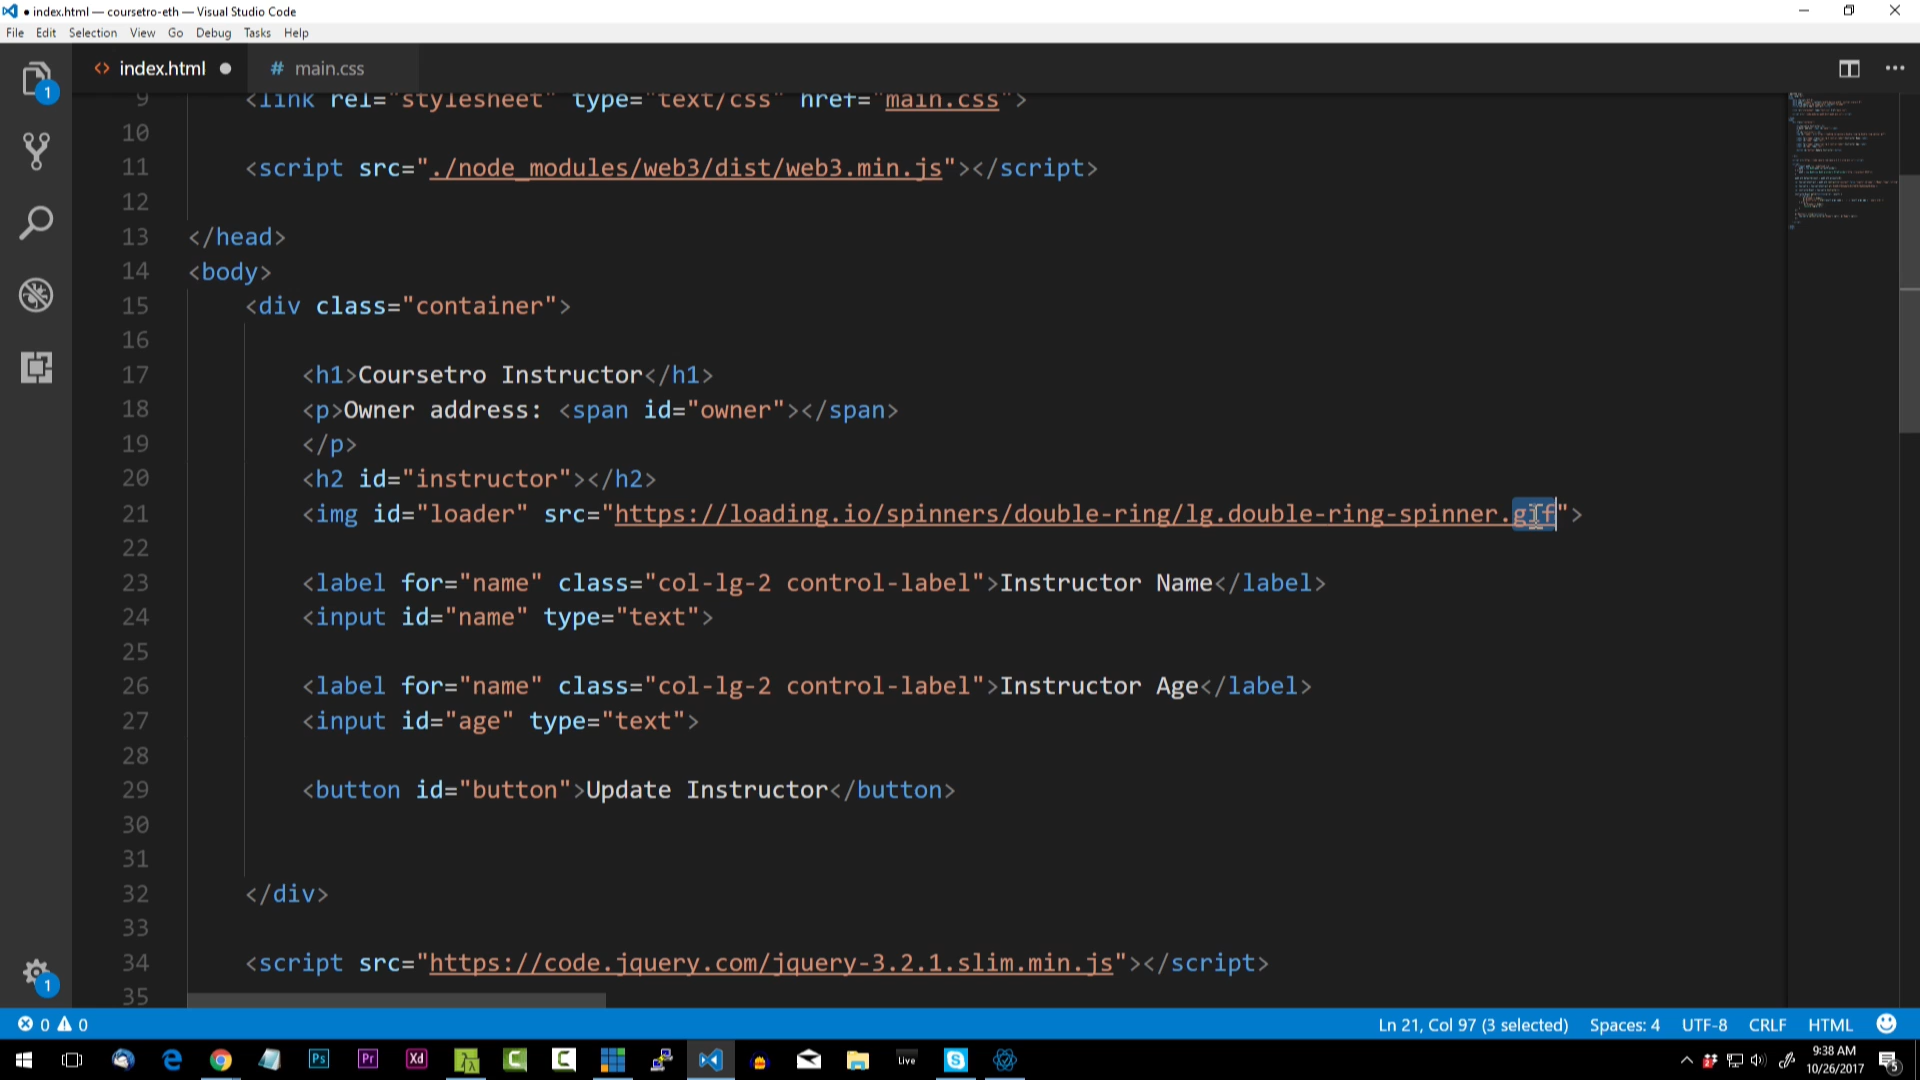 ● index.html — coursetro-eth — Visual Studio Code
File Edit Selection View Go Debug Tasks Help
1
<> index.html ●
# main.css
9 <link rel="stylesheet" type="text/css" href="main.css">
10
11 <script src="./node_modules/web3/dist/web3.min.js"></script>
12
13 </head>
14 <body>
15 <div class="container">
16
17 <h1>Coursetro Instructor</h1>
18 <p>Owner address: <span id="owner"></span>
19 </p>
20 <h2 id="instructor"></h2>
21 <img id="loader" src="https://loading.io/spinners/double-ring/lg.double-ring-spinner.gif">
22
23 <label for="name" class="col-lg-2 control-label">Instructor Name</label>
24 <input id="name" type="text">
25
26 <label for="name" class="col-lg-2 control-label">Instructor Age</label>
27 <input id="age" type="text">
28
29 <button id="button">Update Instructor</button>
30
31
32 </div>
33
34 <script src="https://code.jquery.com/jquery-3.2.1.slim.min.js"></script>
35
1
0 0
Ln 21, Col 97 (3 selected) Spaces: 4 UTF-8 CRLF HTML
Ps Pr Xd Live
9:38 AM
10/26/2017
5